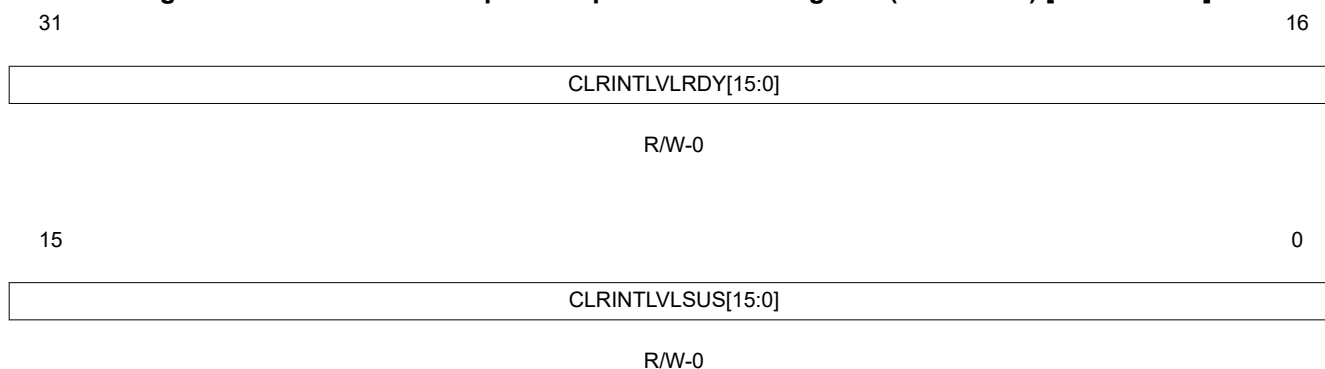 31 16
CLRINTLVLRDY[15:0]
R/W-0
15 0
CLRINTLVLSUS[15:0]
R/W-0